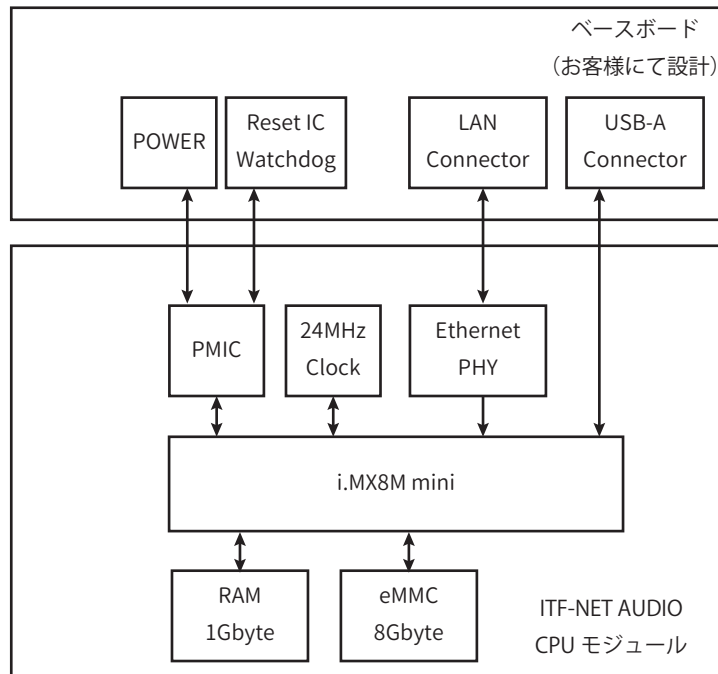 ベースボード
（お客様にて設計）
POWER
Reset IC
Watchdog
LAN
Connector
USB-A
Connector
PMIC
24MHz
Clock
Ethernet
PHY
i.MX8M mini
RAM
1Gbyte
eMMC
8Gbyte
ITF-NET AUDIO
CPU モジュール